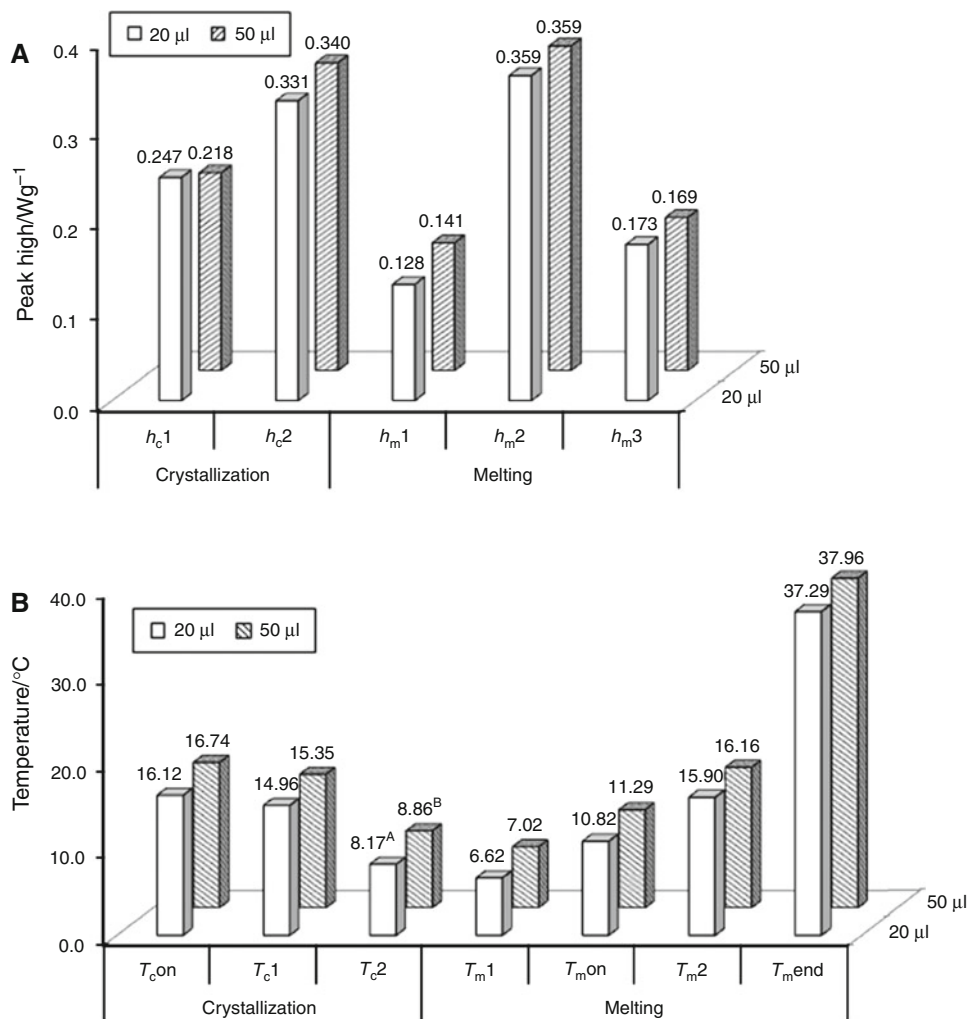 A
20 µl 50 µl
Peak high/Wg⁻¹
0.4
0.3
0.2
0.1
0.0
0.247 0.218
0.331 0.340
0.128 0.141
0.359 0.359
0.173 0.169
50 µl
20 µl
hc1 hc2 hm1 hm2 hm3
Crystallization Melting
B
20 µl 50 µl
Temperature/°C
40.0
30.0
20.0
10.0
0.0
16.12 16.74
14.96 15.35
8.17ᴬ 8.86ᴮ
6.62 7.02
10.82 11.29
15.90 16.16
37.29 37.96
50 µl
20 µl
Tcon Tc1 Tc2 Tm1 Tmon Tm2 Tmend
Crystallization Melting